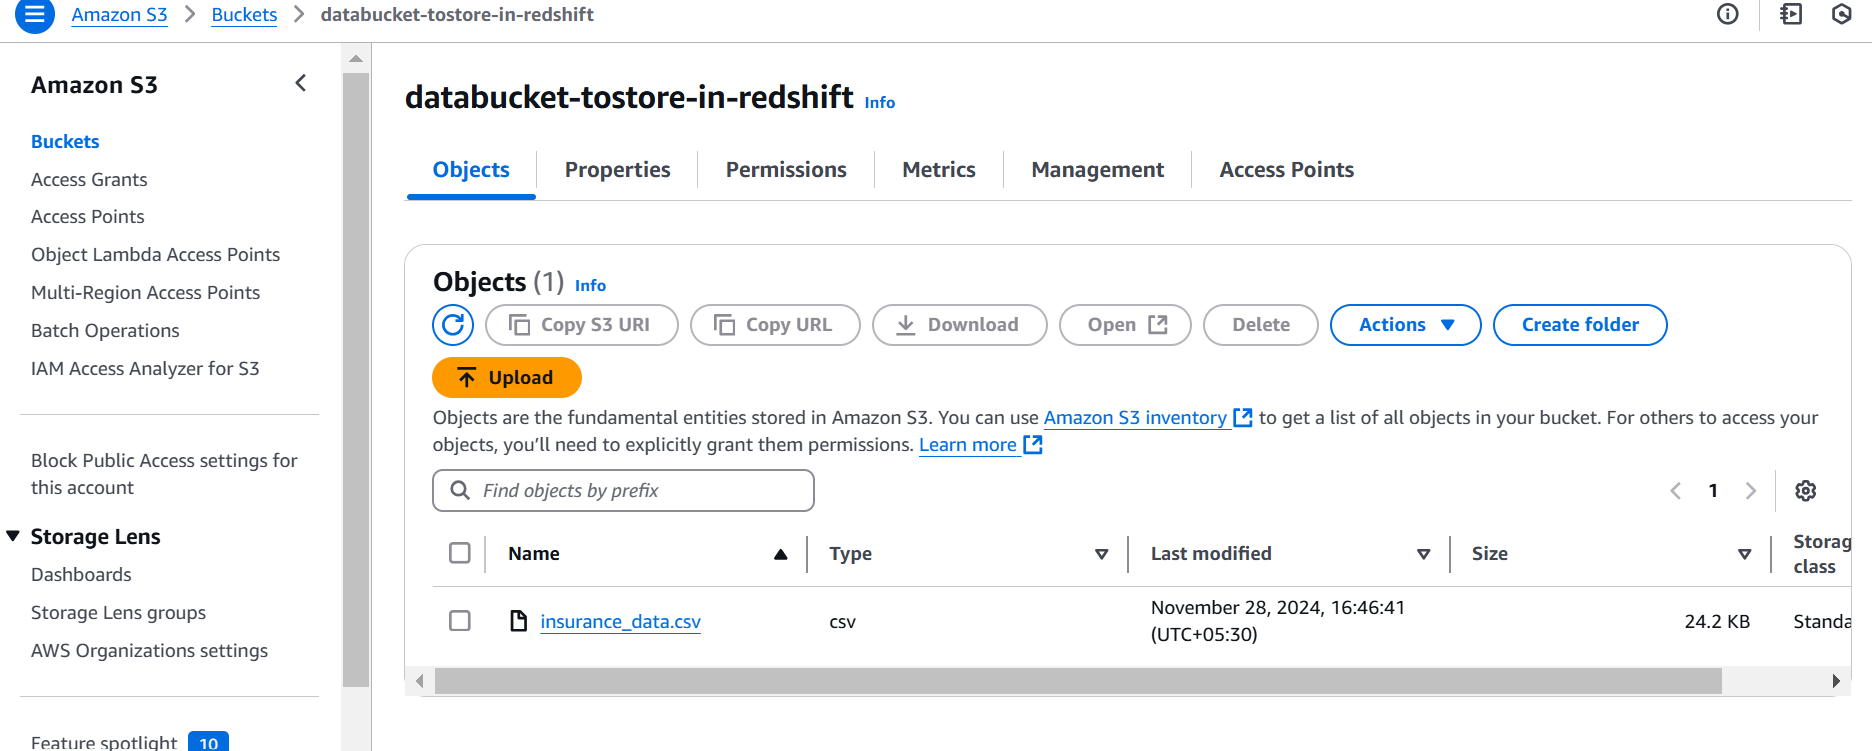 Amazon S3 > Buckets > databucket-tostore-in-redshift
Amazon S3
Buckets
Access Grants
Access Points
Object Lambda Access Points
Multi-Region Access Points
Batch Operations
IAM Access Analyzer for S3
Block Public Access settings for
this account
Storage Lens
Dashboards
Storage Lens groups
AWS Organizations settings
Feature spotlight 10
databucket-tostore-in-redshift Info
Objects Properties Permissions Metrics Management Access Points
Objects (1) Info
Copy S3 URI Copy URL Download Open Delete Actions Create folder
Upload
Objects are the fundamental entities stored in Amazon S3. You can use Amazon S3 inventory to get a list of all objects in your bucket. For others to access your
objects, you’ll need to explicitly grant them permissions. Learn more
Find objects by prefix
1
Name Type Last modified Size Storag
class
insurance_data.csv csv November 28, 2024, 16:46:41
(UTC+05:30) 24.2 KB Standa